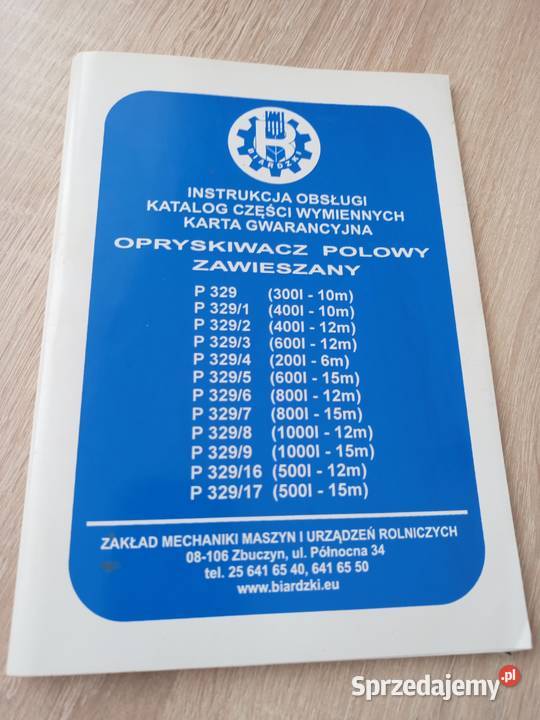 BIARDZKI
INSTRUKCJA OBSŁUGI
KATALOG CZĘŚCI WYMIENNYCH
KARTA GWARANCYJNA
OPRYSKIWACZ POLOWY
ZAWIESZANY
P 329 (300l - 10m)
P 329/1 (400l - 10m)
P 329/2 (400l - 12m)
P 329/3 (600l - 12m)
P 329/4 (200l - 6m)
P 329/5 (600l - 15m)
P 329/6 (800l - 12m)
P 329/7 (800l - 15m)
P 329/8 (1000l - 12m)
P 329/9 (1000l - 15m)
P 329/16 (500l - 12m)
P 329/17 (500l - 15m)
ZAKŁAD MECHANIKI MASZYN I URZĄDZEŃ ROLNICZYCH
08-106 Zbuczyn, ul. Północna 34
tel. 25 641 65 40, 641 65 50
www.biardzki.eu
Sprzedajemy.pl